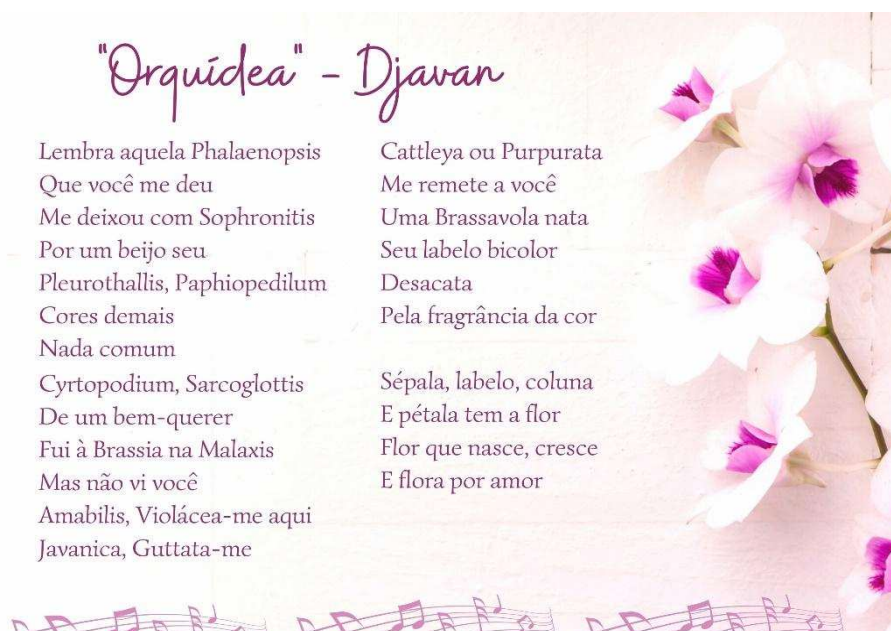 "Orquídea" - Djavan
Lembra aquela Phalaenopsis
Que você me deu
Me deixou com Sophronitis
Por um beijo seu
Pleurothallis, Paphiopedilum
Cores demais
Nada comum
Cyrtopodium, Sarcoglottis
De um bem-querer
Fui à Brassia na Malaxis
Mas não vi você
Amabilis, Violácea-me aqui
Javanica, Guttata-me
Cattleya ou Purpurata
Me remete a você
Uma Brassavola nata
Seu labelo bicolor
Desacata
Pela fragrância da cor
Sépala, labelo, coluna
E pétala tem a flor
Flor que nasce, cresce
E flora por amor